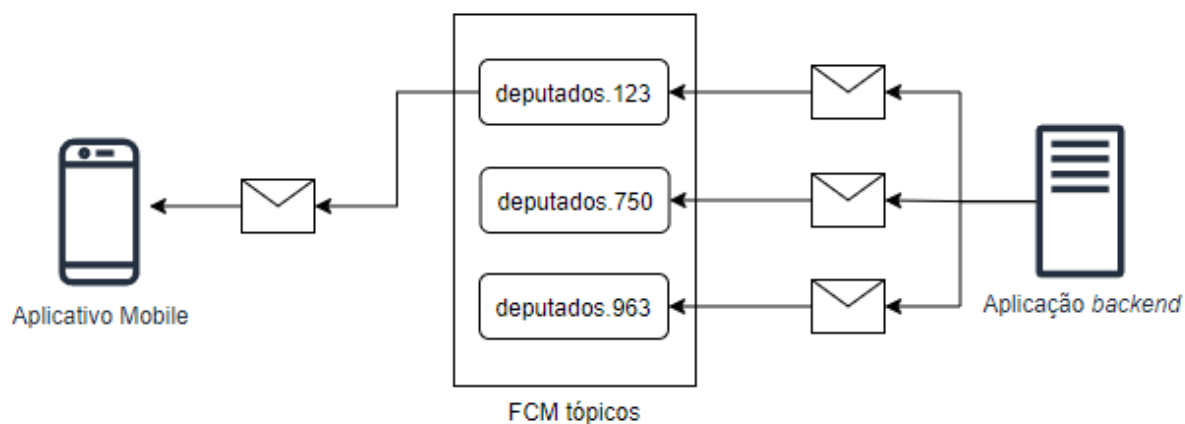 deputados.123
deputados.750
deputados.963
Aplicativo Mobile
Aplicação backend
FCM tópicos